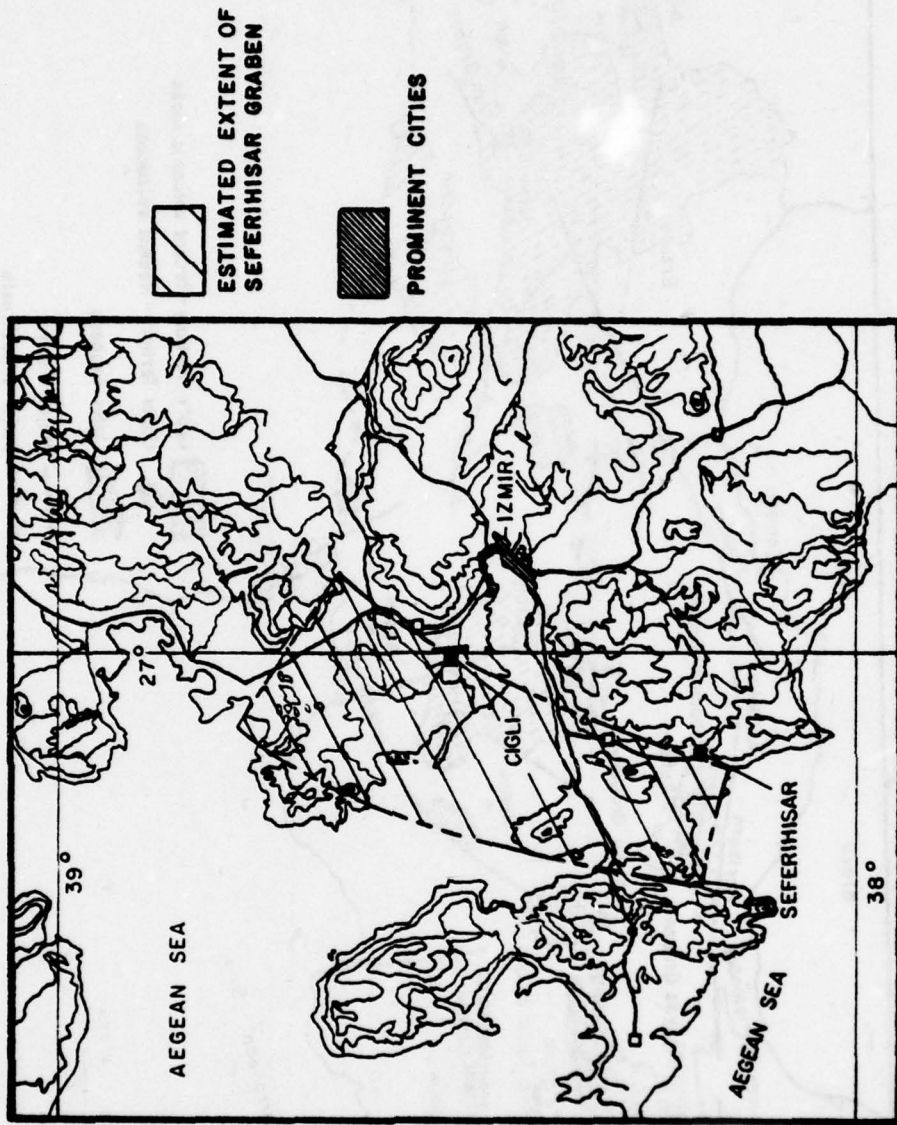 39°
27°
AEGEAN SEA
IZMIR
CIGLI
SEFERIHISAR
AEGEAN SEA
38°
ESTIMATED EXTENT OF
SEFERIHISAR GRABEN
PROMINENT CITIES